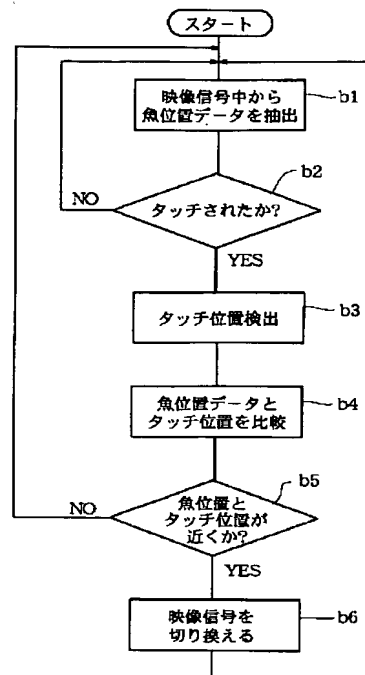 スタート
映像信号中から
魚位置データを抽出
b1
タッチされたか?
b2
NO
YES
タッチ位置検出
b3
魚位置データと
タッチ位置を比較
b4
魚位置と
タッチ位置が
近くか?
b5
NO
YES
映像信号を
切り換える
b6